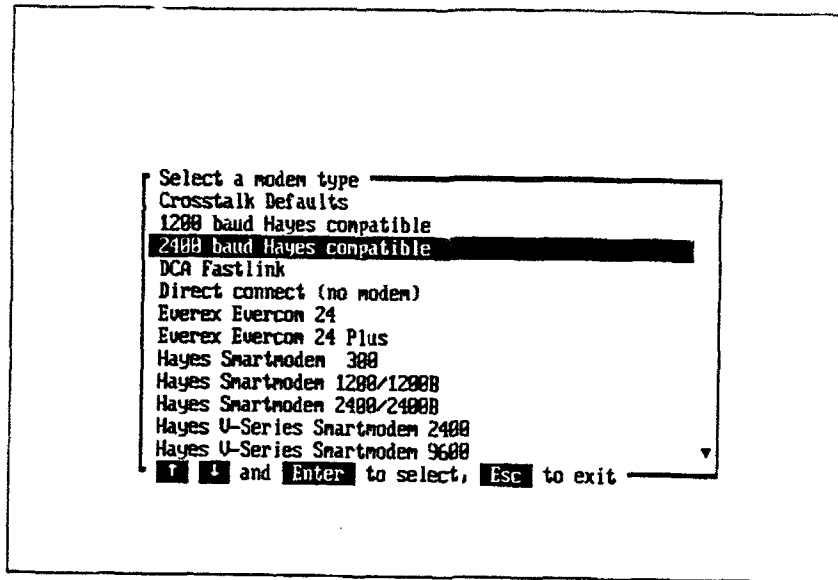 Select a modem type
Crosstalk Defaults
1200 baud Hayes compatible
2400 baud Hayes compatible
DCA Fastlink
Direct connect (no modem)
Everex Evercom 24
Everex Evercom 24 Plus
Hayes Smartmodem 300
Hayes Smartmodem 1200/1200B
Hayes Smartmodem 2400/2400B
Hayes V-Series Smartmodem 2400
Hayes V-Series Smartmodem 9600
↑ ↓ and Enter to select, Esc to exit